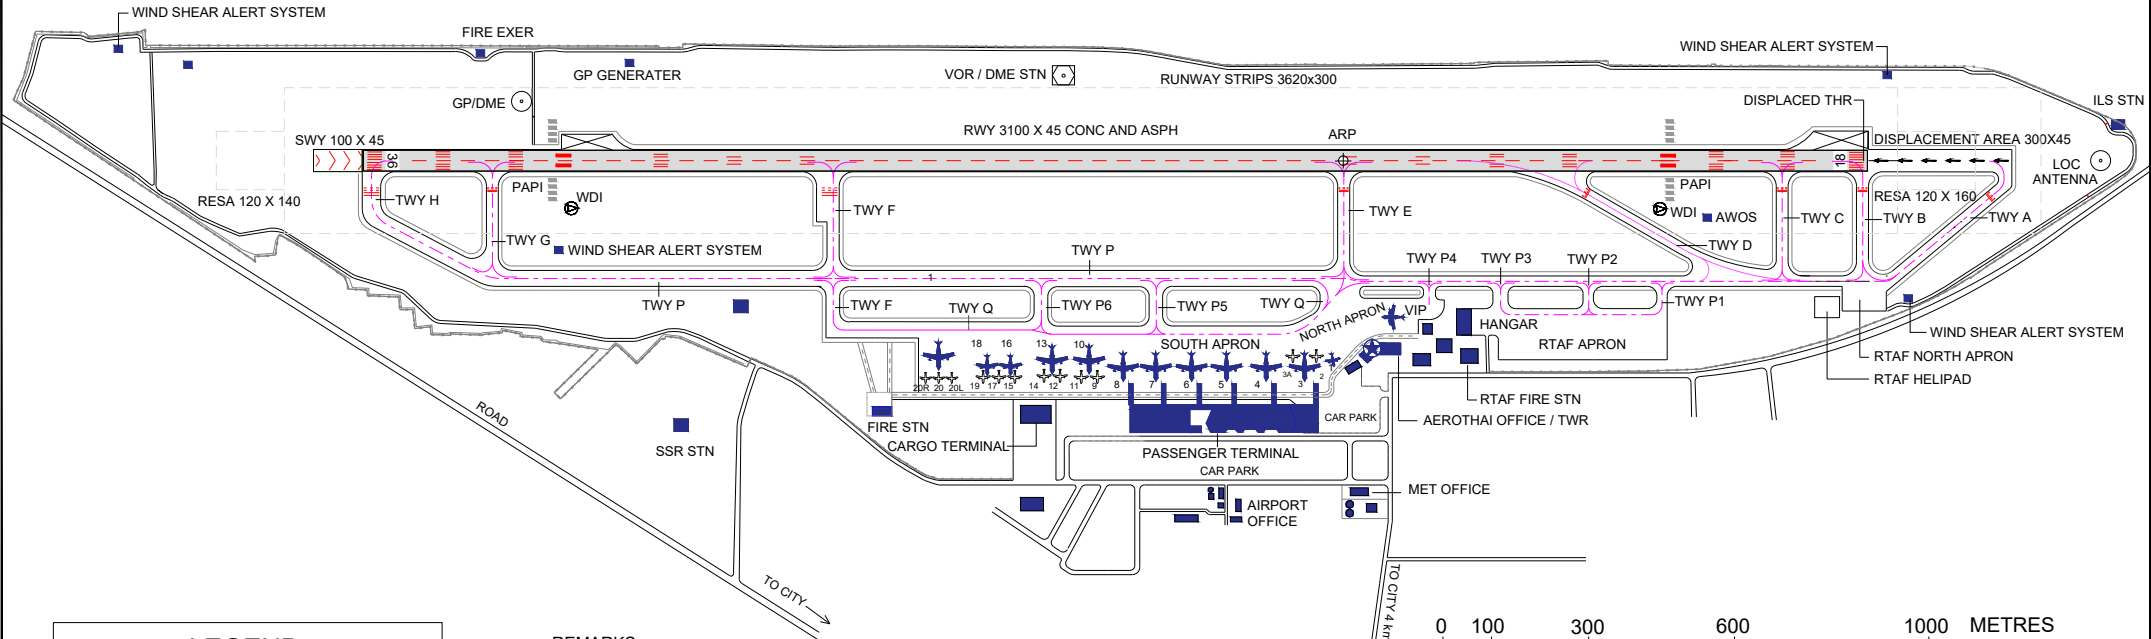 WIND SHEAR ALERT SYSTEM
FIRE EXER
GP GENERATER
VOR / DME STN
RUNWAY STRIPS 3620x300
WIND SHEAR ALERT SYSTEM
GP/DME
DISPLACED THR
ILS STN
SWY 100 X 45
RWY 3100 X 45 CONC AND ASPH
ARP
DISPLACEMENT AREA 300X45
36
18
LOC
ANTENNA
RESA 120 X 140
TWY H
PAPI
WDI
TWY F
TWY E
PAPI
WDI
AWOS
TWY C
RESA 120 X 160
TWY B
TWY A
TWY G
WIND SHEAR ALERT SYSTEM
TWY P
TWY D
TWY P4
TWY P3
TWY P2
1
TWY P
TWY F
TWY Q
TWY P6
TWY P5
TWY Q
NORTH APRON
VIP
HANGAR
TWY P1
WIND SHEAR ALERT SYSTEM
SOUTH APRON
RTAF APRON
RTAF NORTH APRON
RTAF HELIPAD
18
16
13
10
20R
20
20L
19
17
15
14
12
11
9
8
7
6
5
4
3A
3
2
RTAF FIRE STN
AEROTHAI OFFICE / TWR
CAR PARK
ROAD
FIRE STN
CARGO TERMINAL
SSR STN
PASSENGER TERMINAL
CAR PARK
MET OFFICE
AIRPORT
OFFICE
TO CITY
TO CITY 4 km
0 100 300 600 1000 METRES